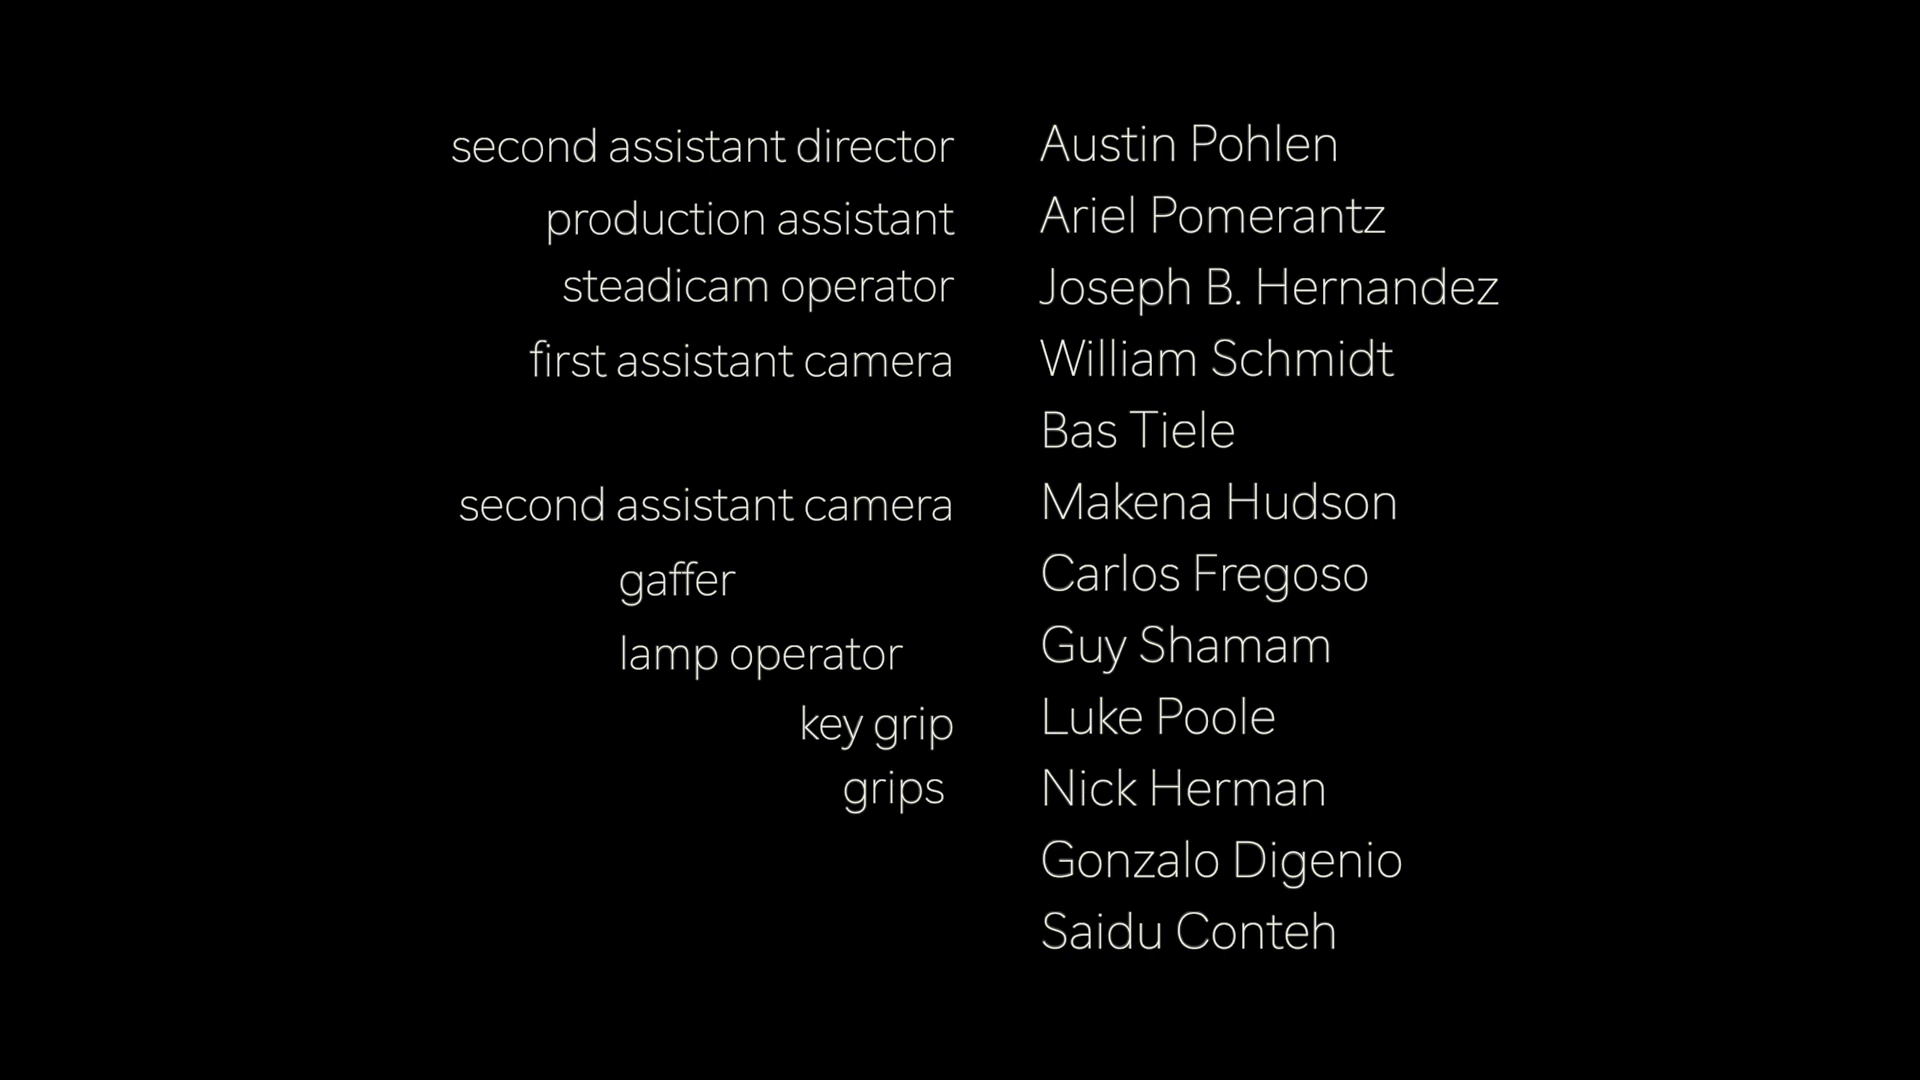 second assistant director Austin Pohlen
production assistant Ariel Pomerantz
steadicam operator Joseph B. Hernandez
first assistant camera William Schmidt
Bas Tiele
second assistant camera Makena Hudson
gaffer Carlos Fregoso
lamp operator Guy Shamam
key grip Luke Poole
grips Nick Herman
Gonzalo Digenio
Saidu Conteh